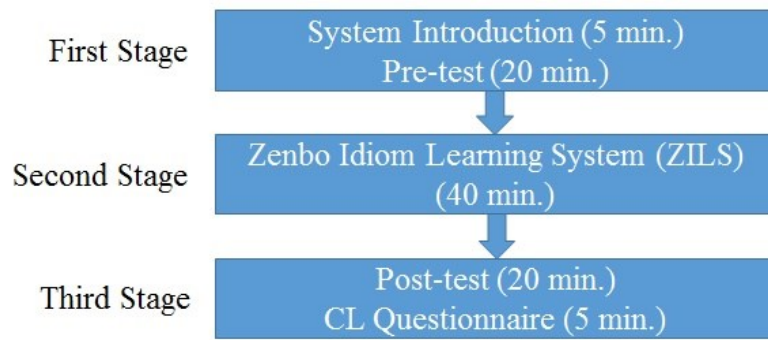 First Stage
System Introduction (5 min.)
Pre-test (20 min.)
Second Stage
Zenbo Idiom Learning System (ZILS)
(40 min.)
Third Stage
Post-test (20 min.)
CL Questionnaire (5 min.)